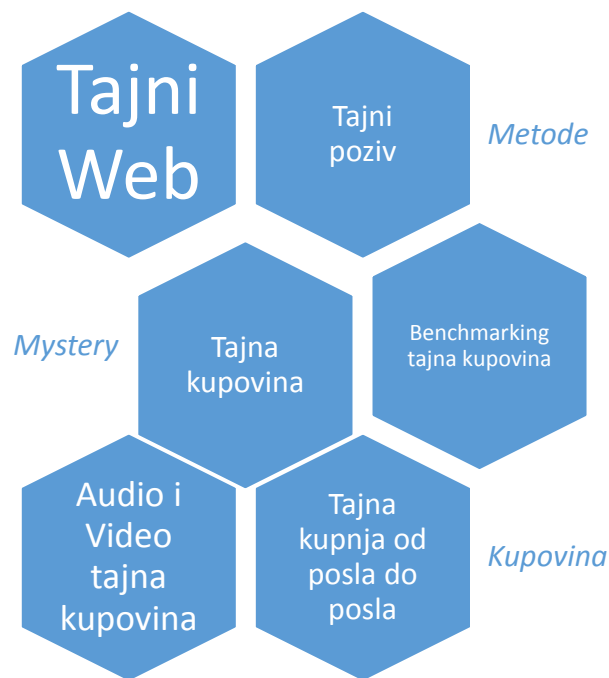 Tajni
Web
Tajni
poziv
Metode
Mystery
Tajna
kupovina
Benchmarking
tajna kupovina
Audio i
Video
tajna
kupovina
Tajna
kupnja od
posla do
posla
Kupovina